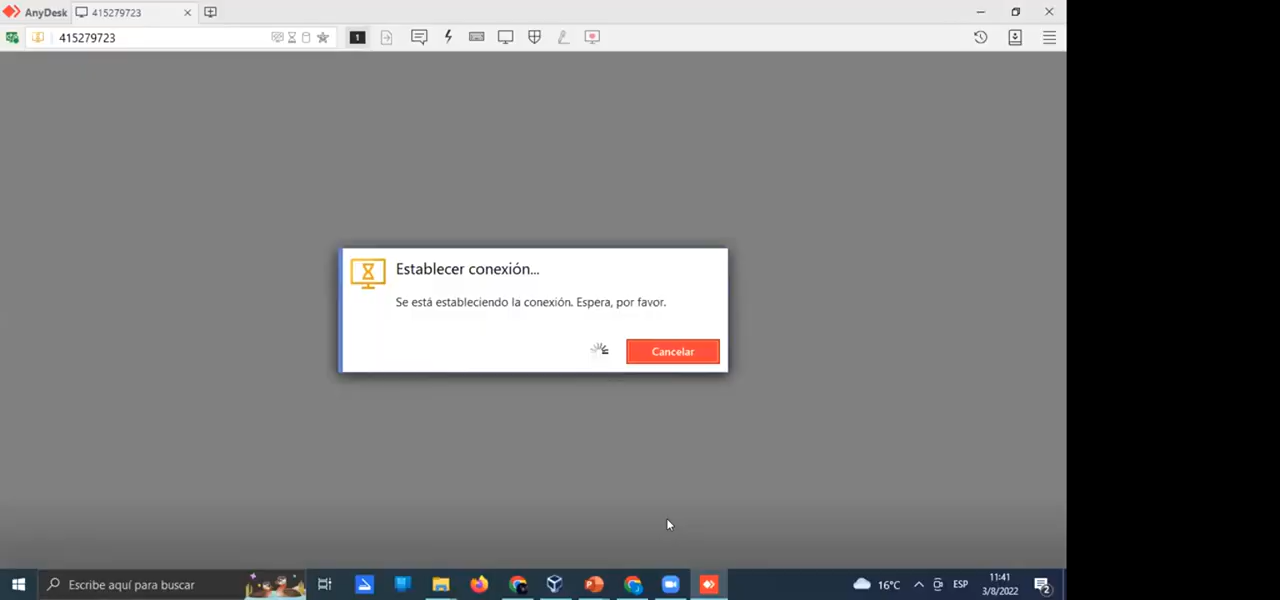 AnyDesk 415279723
415279723 1
Establecer conexión...
Se está estableciendo la conexión. Espera, por favor.
Cancelar
Escribe aquí para buscar 16°C ESP 11:41
3/8/2022 2